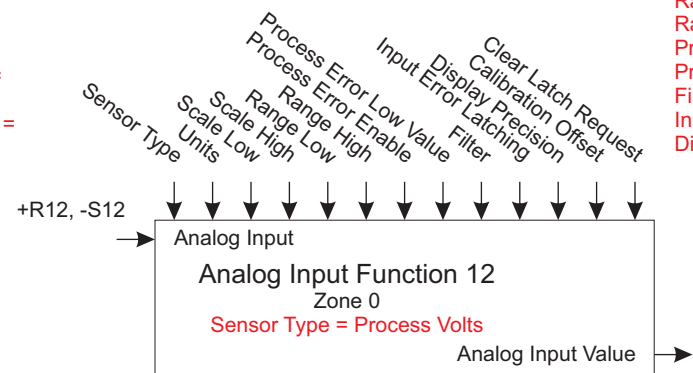 Sensor Type
Units
Scale Low
Scale High
Range Low
Range High
Process Error Enable
Process Error Low Value
Filter
Input Error Latching
Display Precision
Calibration Offset
Clear Latch Request
=
=
+R12, -S12
Analog Input
Analog Input Function 12
Zone 0
Sensor Type = Process Volts
Analog Input Value